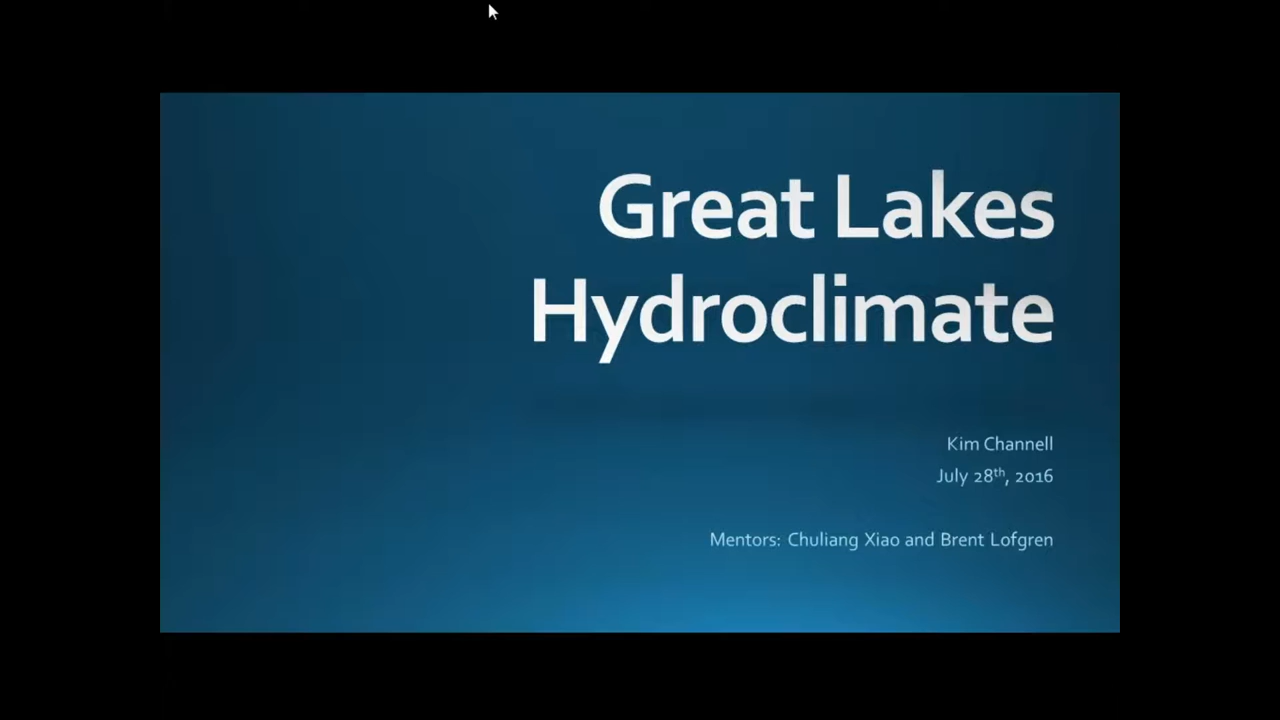 Great Lakes
Hydroclimate
Kim Channell
July 28th, 2016
Mentors: Chuliang Xiao and Brent Lofgren